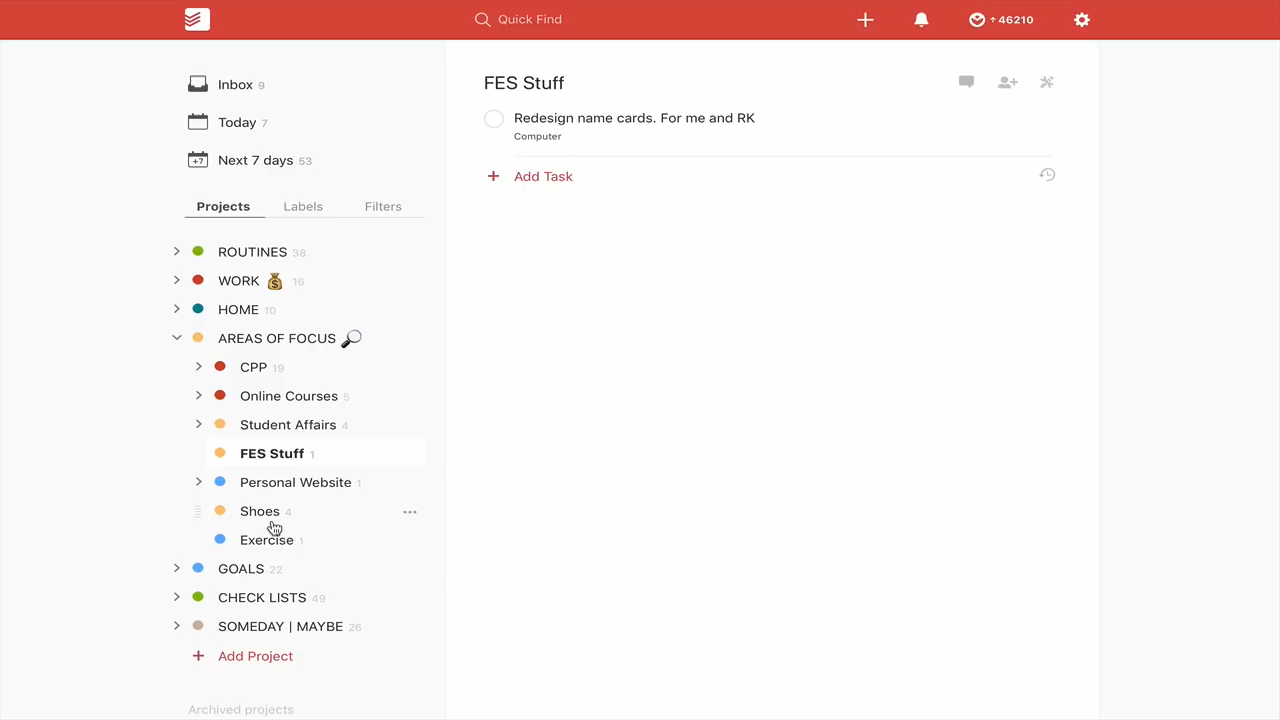 Quick Find
↑46210
Inbox 9
Today 7
+7 Next 7 days 53
Projects Labels Filters
ROUTINES 38
WORK 💰 16
HOME 10
AREAS OF FOCUS 🔎
CPP 19
Online Courses 5
Student Affairs 4
FES Stuff 1
Personal Website 1
Shoes 4
Exercise 1
GOALS 22
CHECK LISTS 49
SOMEDAY | MAYBE 26
+ Add Project
Archived projects
FES Stuff
Redesign name cards. For me and RK
Computer
+ Add Task